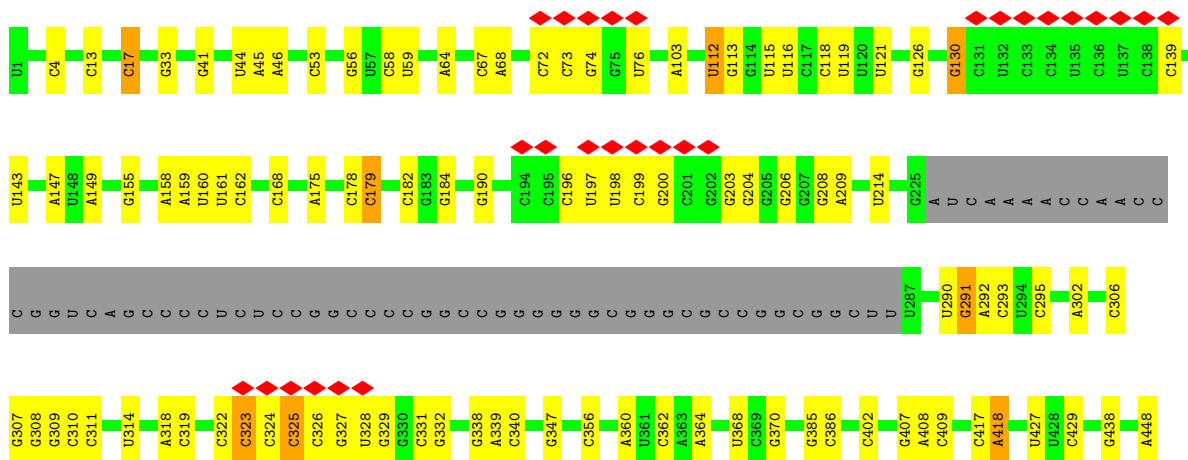 U1 C4 C13 C17 G33 G41 U44 A45 A46 C53 G56 U57 C58 U59 A64 C67 A68 C72 C73 G74 G75 U76 A103 U112 G113 G114 U115 U116 C117 C118 U119 U120 U121 G126 G130 C131 U132 C133 C134 U135 C136 U137 C138 C139
U143 A147 U148 A149 G155 A158 A159 U160 U161 C162 C168 A175 C178 C179 C182 G183 G184 G190 C194 C195 C196 U197 U198 C199 G200 C201 G202 G203 G204 G205 G206 G207 G208 A209 U214 G225 A U C A A A A C C A A C C
C G G U C A G C C C C U C U C C G G C C C C G G C C G G G G C G G G C G C C G G C G G C U U U287 U290 G291 A292 C293 U294 C295 A302 C306
G307 G308 G309 C310 C311 U314 A318 C319 C322 C323 C324 C325 C326 G327 U328 G329 G330 C331 G332 G338 A339 C340 G347 C356 A360 U361 C362 A363 A364 U368 C369 G370 G385 C386 C402 G407 A408 C409 C417 A418 U427 U428 C429 G438 A448